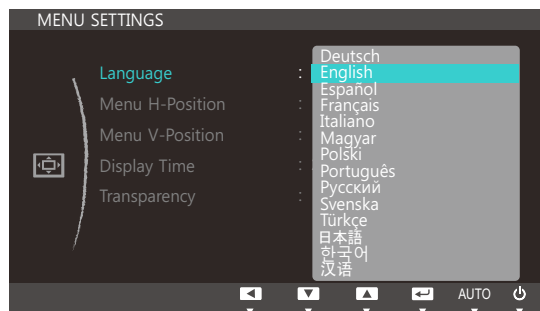 MENU SETTINGS
Language :
Menu H-Position :
Menu V-Position :
Display Time :
Transparency :
Deutsch
English
Español
Français
Italiano
Magyar
Polski
Português
Русский
Svenska
Türkçe
日本語
한국어
汉语
AUTO